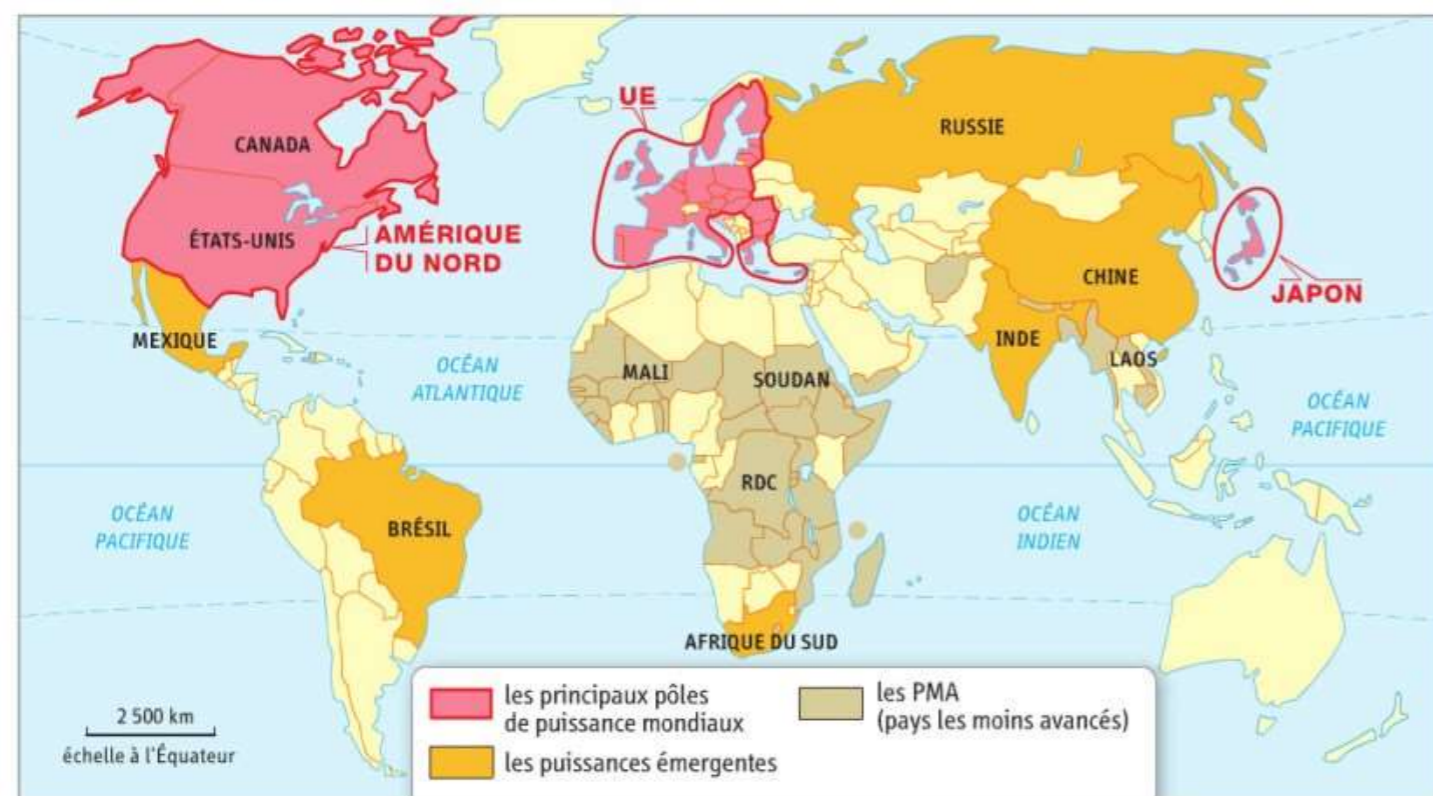 UE
RUSSIE
CANADA
ÉTATS-UNIS
AMÉRIQUE
DU NORD
CHINE
JAPON
MEXIQUE
INDE
OCÉAN
ATLANTIQUE
MALI
SOUDAN
LAOS
OCÉAN
PACIFIQUE
RDC
OCÉAN
PACIFIQUE
BRÉSIL
OCÉAN
INDIEN
AFRIQUE DU SUD
2 500 km
échelle à l'Équateur
les principaux pôles
de puissance mondiaux
les puissances émergentes
les PMA
(pays les moins avancés)